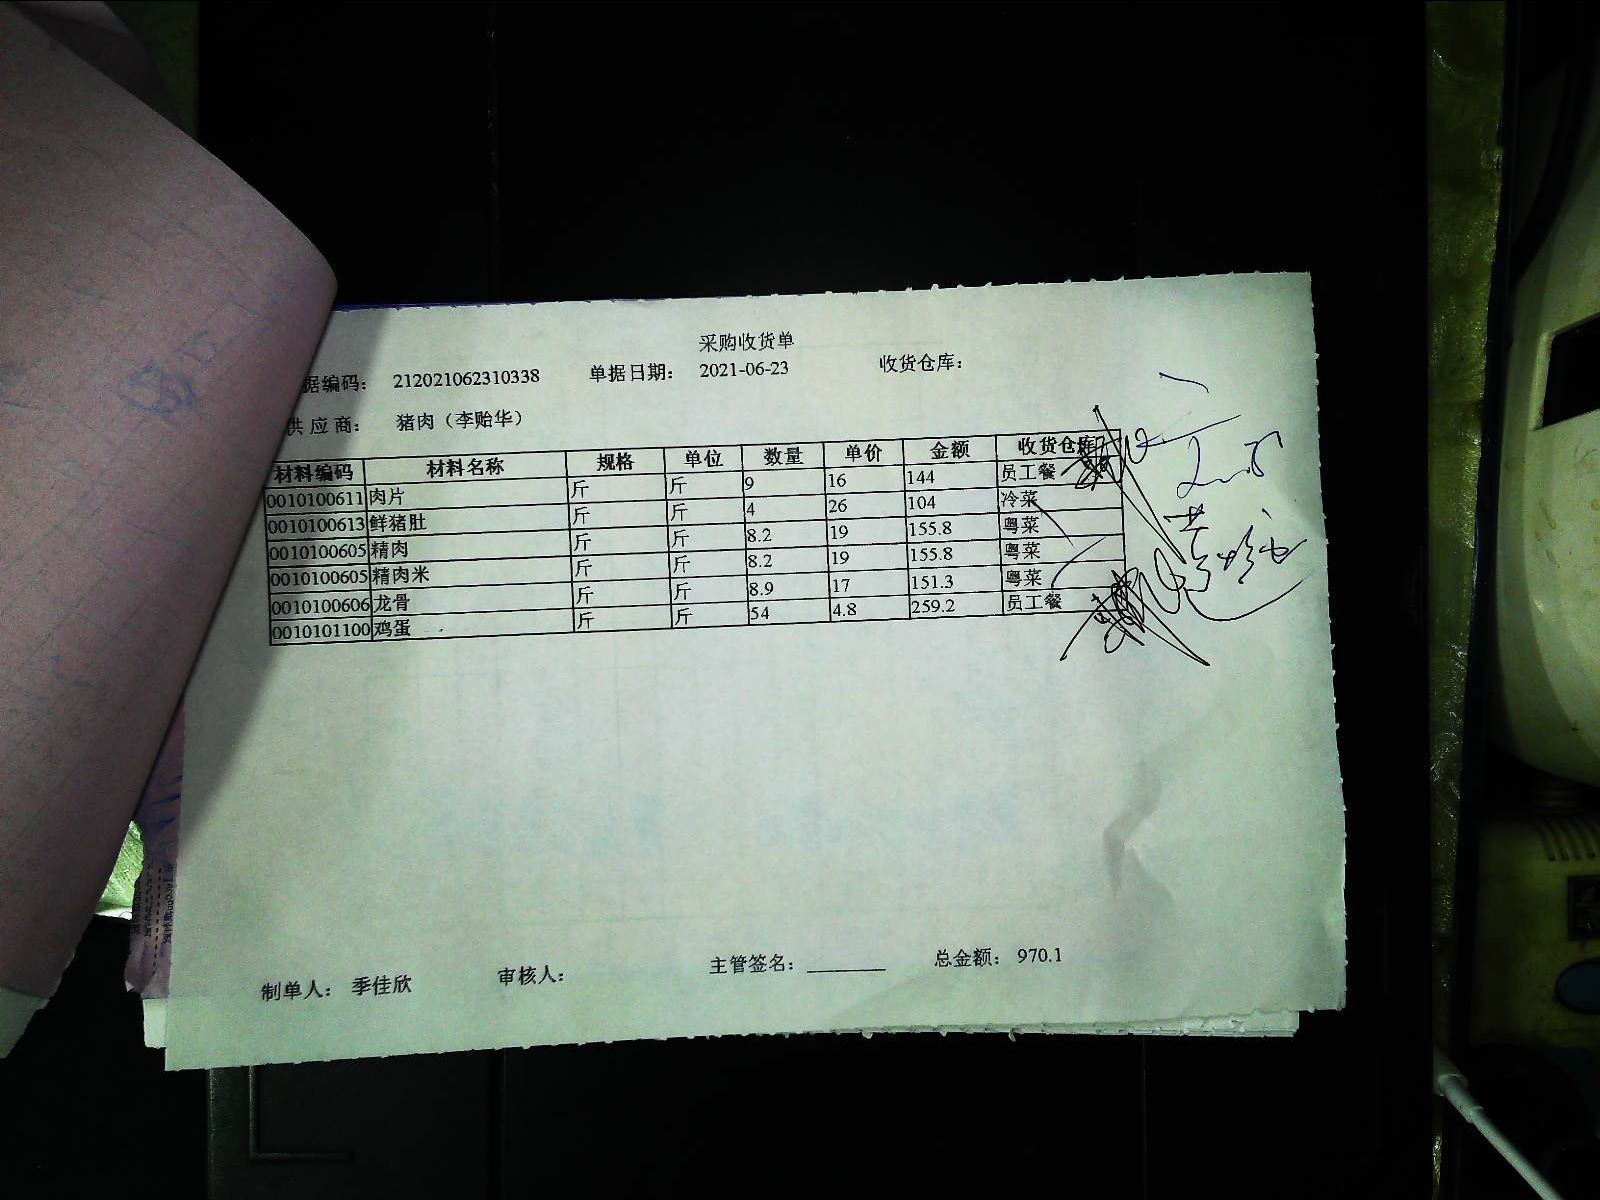 采购收货单
据编码： 212021062310338 单据日期： 2021-06-23 收货仓库：
供应商： 猪肉（李贻华）
材料编码 材料名称 规格 单位 数量 单价 金额 收货仓库
0010100611 肉片 斤 斤 9 16 144 员工餐
0010100613 鲜猪肚 斤 斤 4 26 104 冷菜
0010100605 精肉 斤 斤 8.2 19 155.8 粤菜
0010100605 精肉米 斤 斤 8.2 19 155.8 粤菜
0010100606 龙骨 斤 斤 8.9 17 151.3 粤菜
0010101100 鸡蛋 斤 斤 54 4.8 259.2 员工餐
制单人： 季佳欣 审核人： 主管签名： 总金额： 970.1